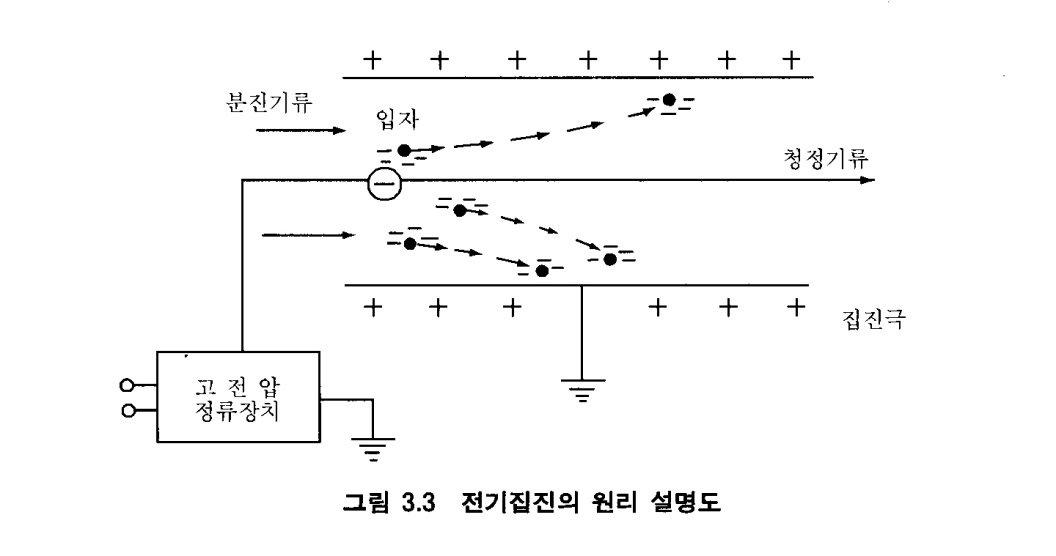 + + + + + + +
분진기류
입자
청정기류
+ + + + + +
집진극
고 전 압
정류장치
그림 3.3 전기집진의 원리 설명도